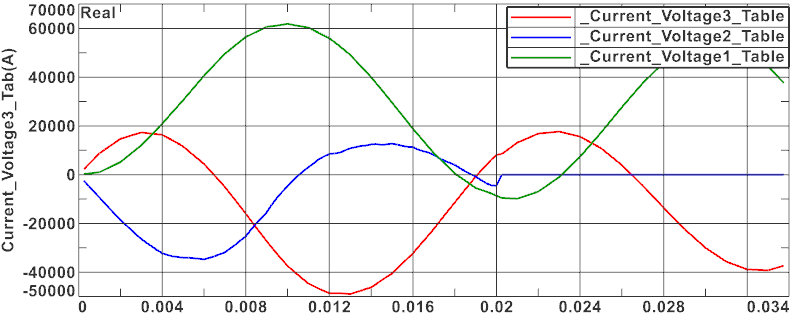 70000
Real
_Current_Voltage3_Table
_Current_Voltage2_Table
_Current_Voltage1_Table
60000
40000
20000
0
-20000
-40000
-50000
Current_Voltage3_Tab(A)
0 0.004 0.008 0.012 0.016 0.02 0.024 0.028 0.034